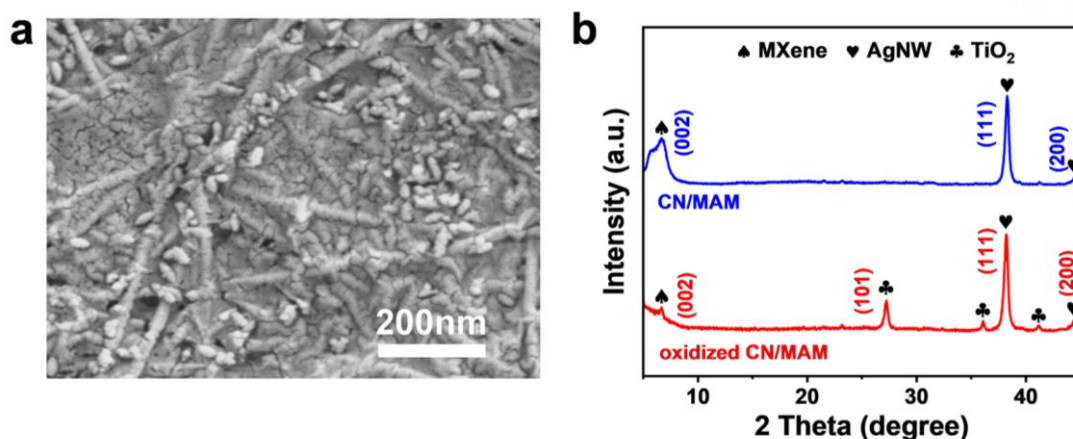 a
200nm
b
♠ MXene ♥ AgNW ♣ TiO₂
(002)
(111)
(200)
CN/MAM
(002)
(101)
(111)
(200)
oxidized CN/MAM
Intensity (a.u.)
10 20 30 40
2 Theta (degree)